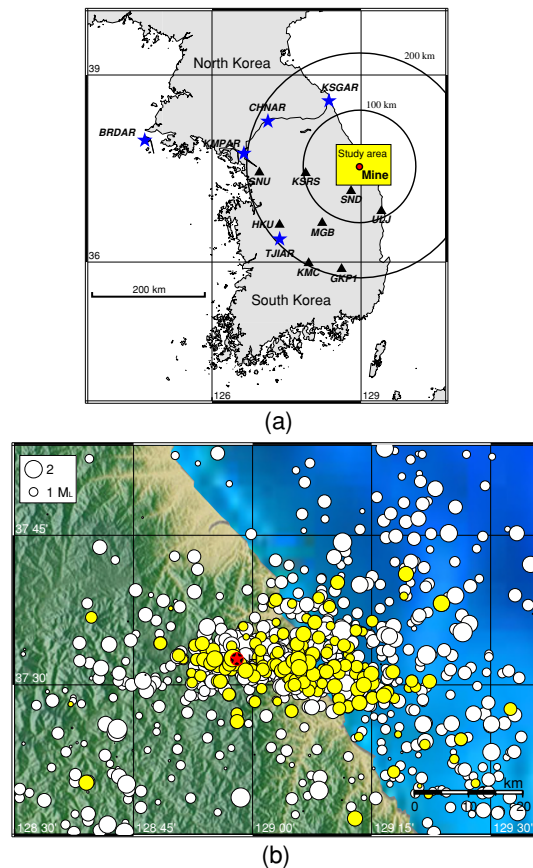 200 km
North Korea
39
KSGAR
CHNAR
100 km
BRDAR
KMPAR
Study area
Mine
SNU
KSRS
SND
ULJ
HKU
MGB
TJIAR
36
KMC
GKP1
200 km
South Korea
126
129
(a)
2
1 ML
37 45
37 30
km
0
10
20
128 30
128 45
129 00
129 15
129 30
(b)